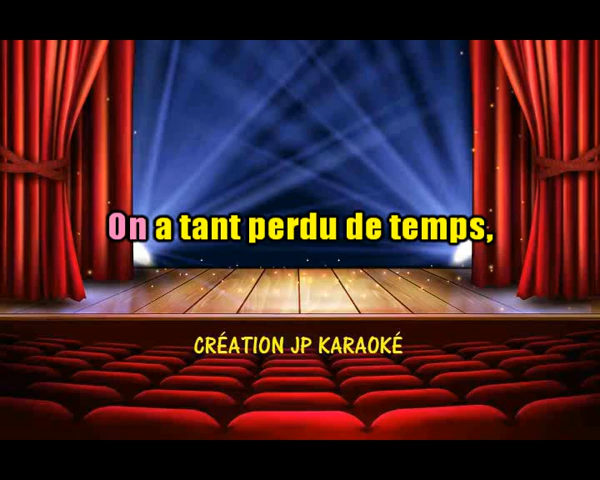 On a tant perdu de temps,
CRÉATION JP KARAOKÉ